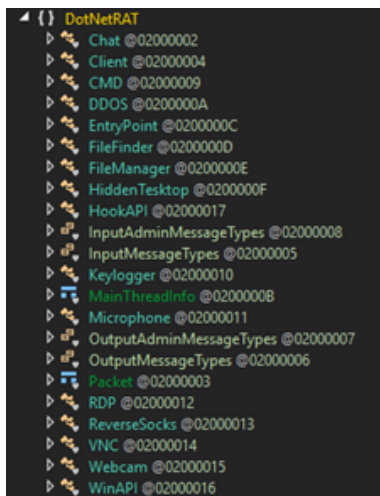 { } DotNetRAT
Chat @02000002
Client @02000004
CMD @02000009
DDOS @0200000A
EntryPoint @0200000C
FileFinder @0200000D
FileManager @0200000E
HiddenTesktop @0200000F
HookAPI @02000017
InputAdminMessageTypes @02000008
InputMessageTypes @02000005
Keylogger @02000010
MainThreadInfo @0200000B
Microphone @02000011
OutputAdminMessageTypes @02000007
OutputMessageTypes @02000006
Packet @02000003
RDP @02000012
ReverseSocks @02000013
VNC @02000014
Webcam @02000015
WinAPI @02000016